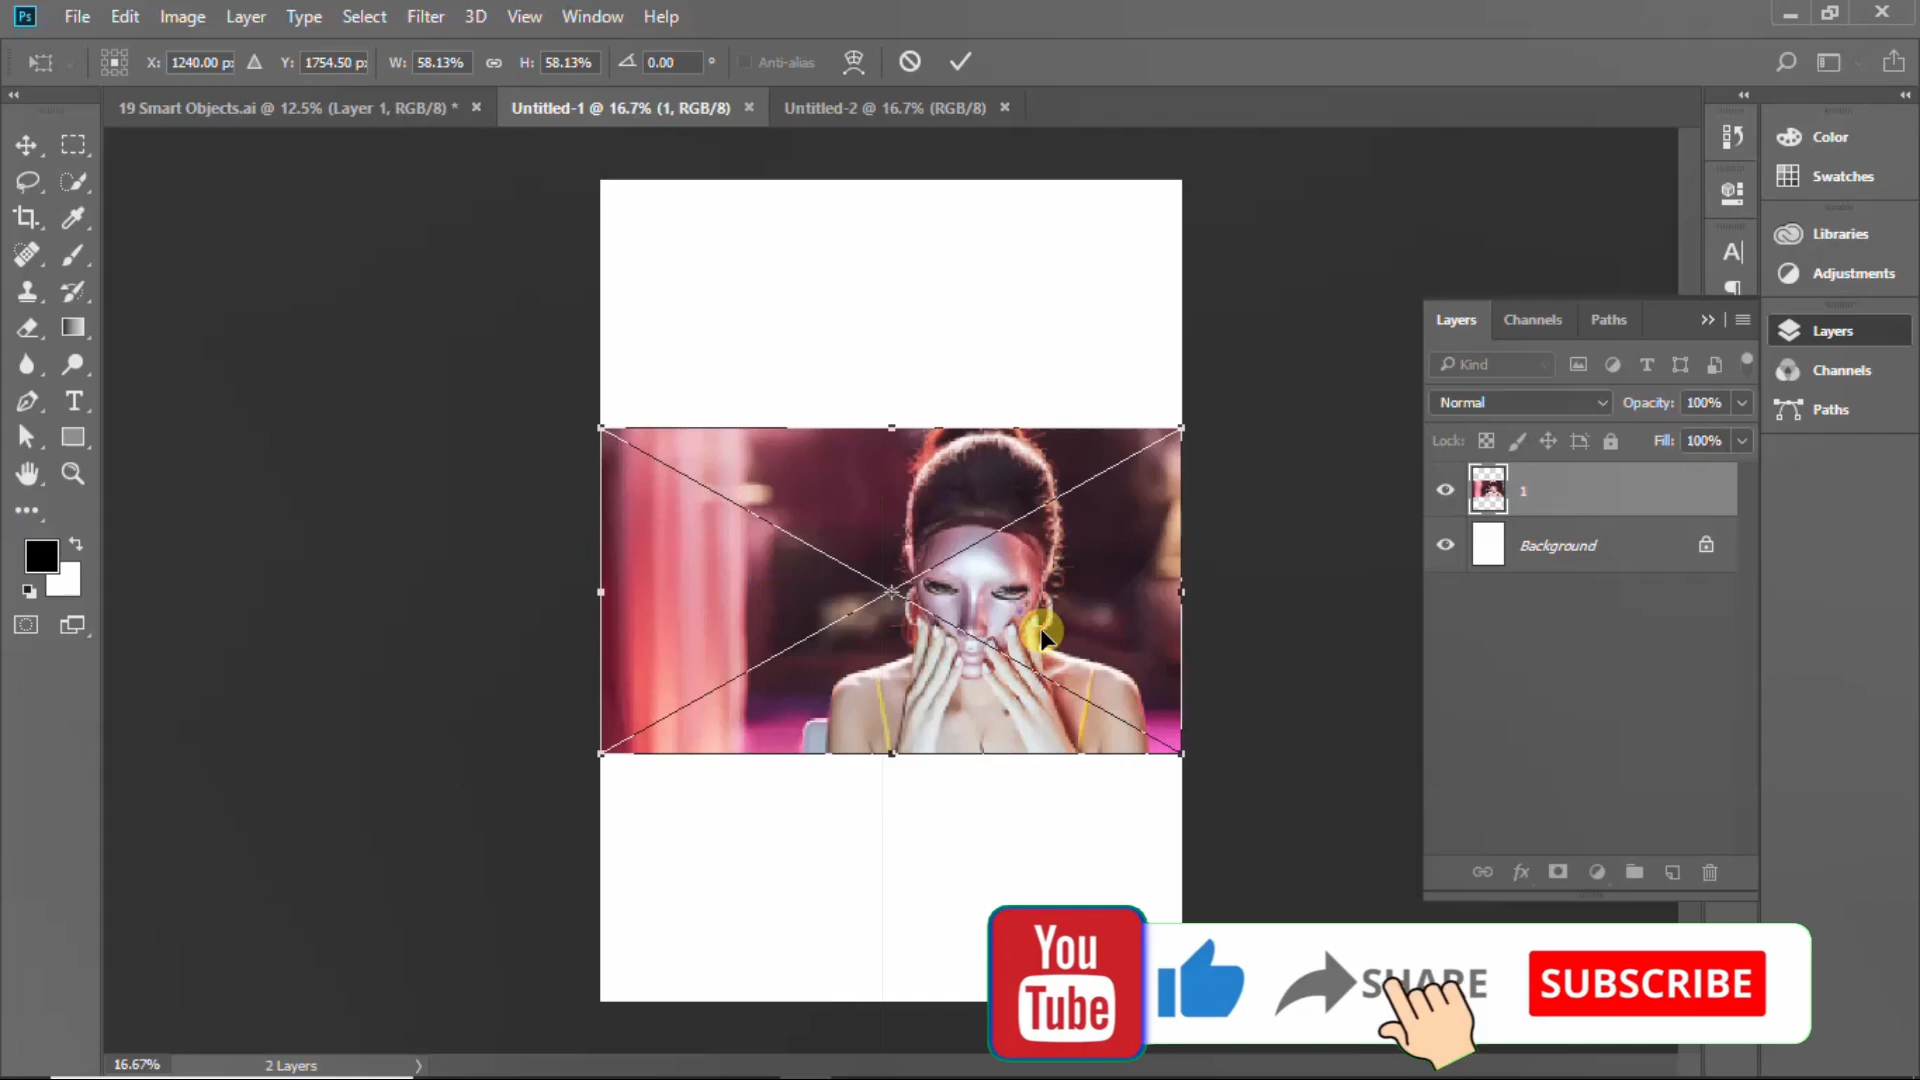 Ps File Edit Image Layer Type Select Filter 3D View Window Help
X: 1240.00 p Y: 1754.50 p W: 58.13% H: 58.13% 0.00 ° Anti-alias
19 Smart Objects.ai @ 12.5% (Layer 1, RGB/8) * × Untitled-1 @ 16.7% (1, RGB/8) × Untitled-2 @ 16.7% (RGB/8) ×
Color
Swatches
Libraries
Adjustments
Layers
Channels
Paths
Layers Channels Paths
Kind
Normal Opacity: 100%
Lock: Fill: 100%
1
Background
fx
You
Tube
SHARE
SUBSCRIBE
16.67% 2 Layers